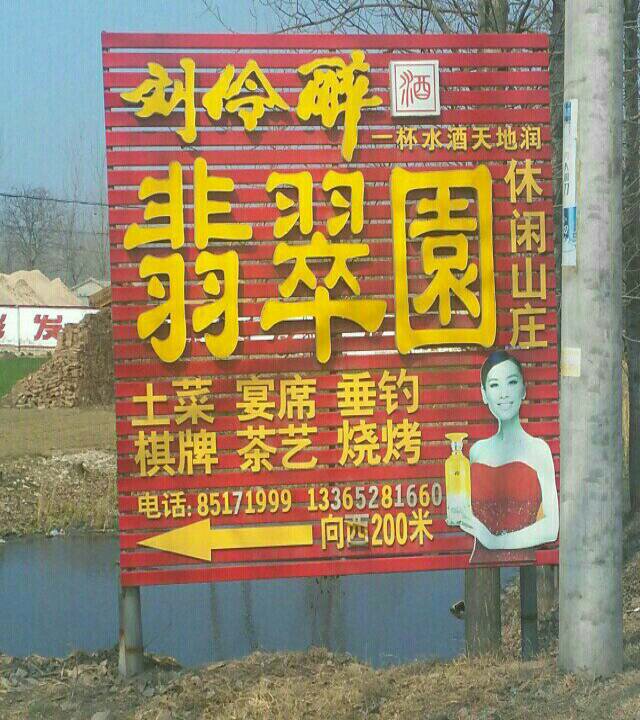 刘伶醉 酒
一杯水酒天地润
翡翠園
休闲山庄
土菜 宴席 垂钓
棋牌 茶艺 烧烤
电话: 85171999 13365281660
向西200米
发